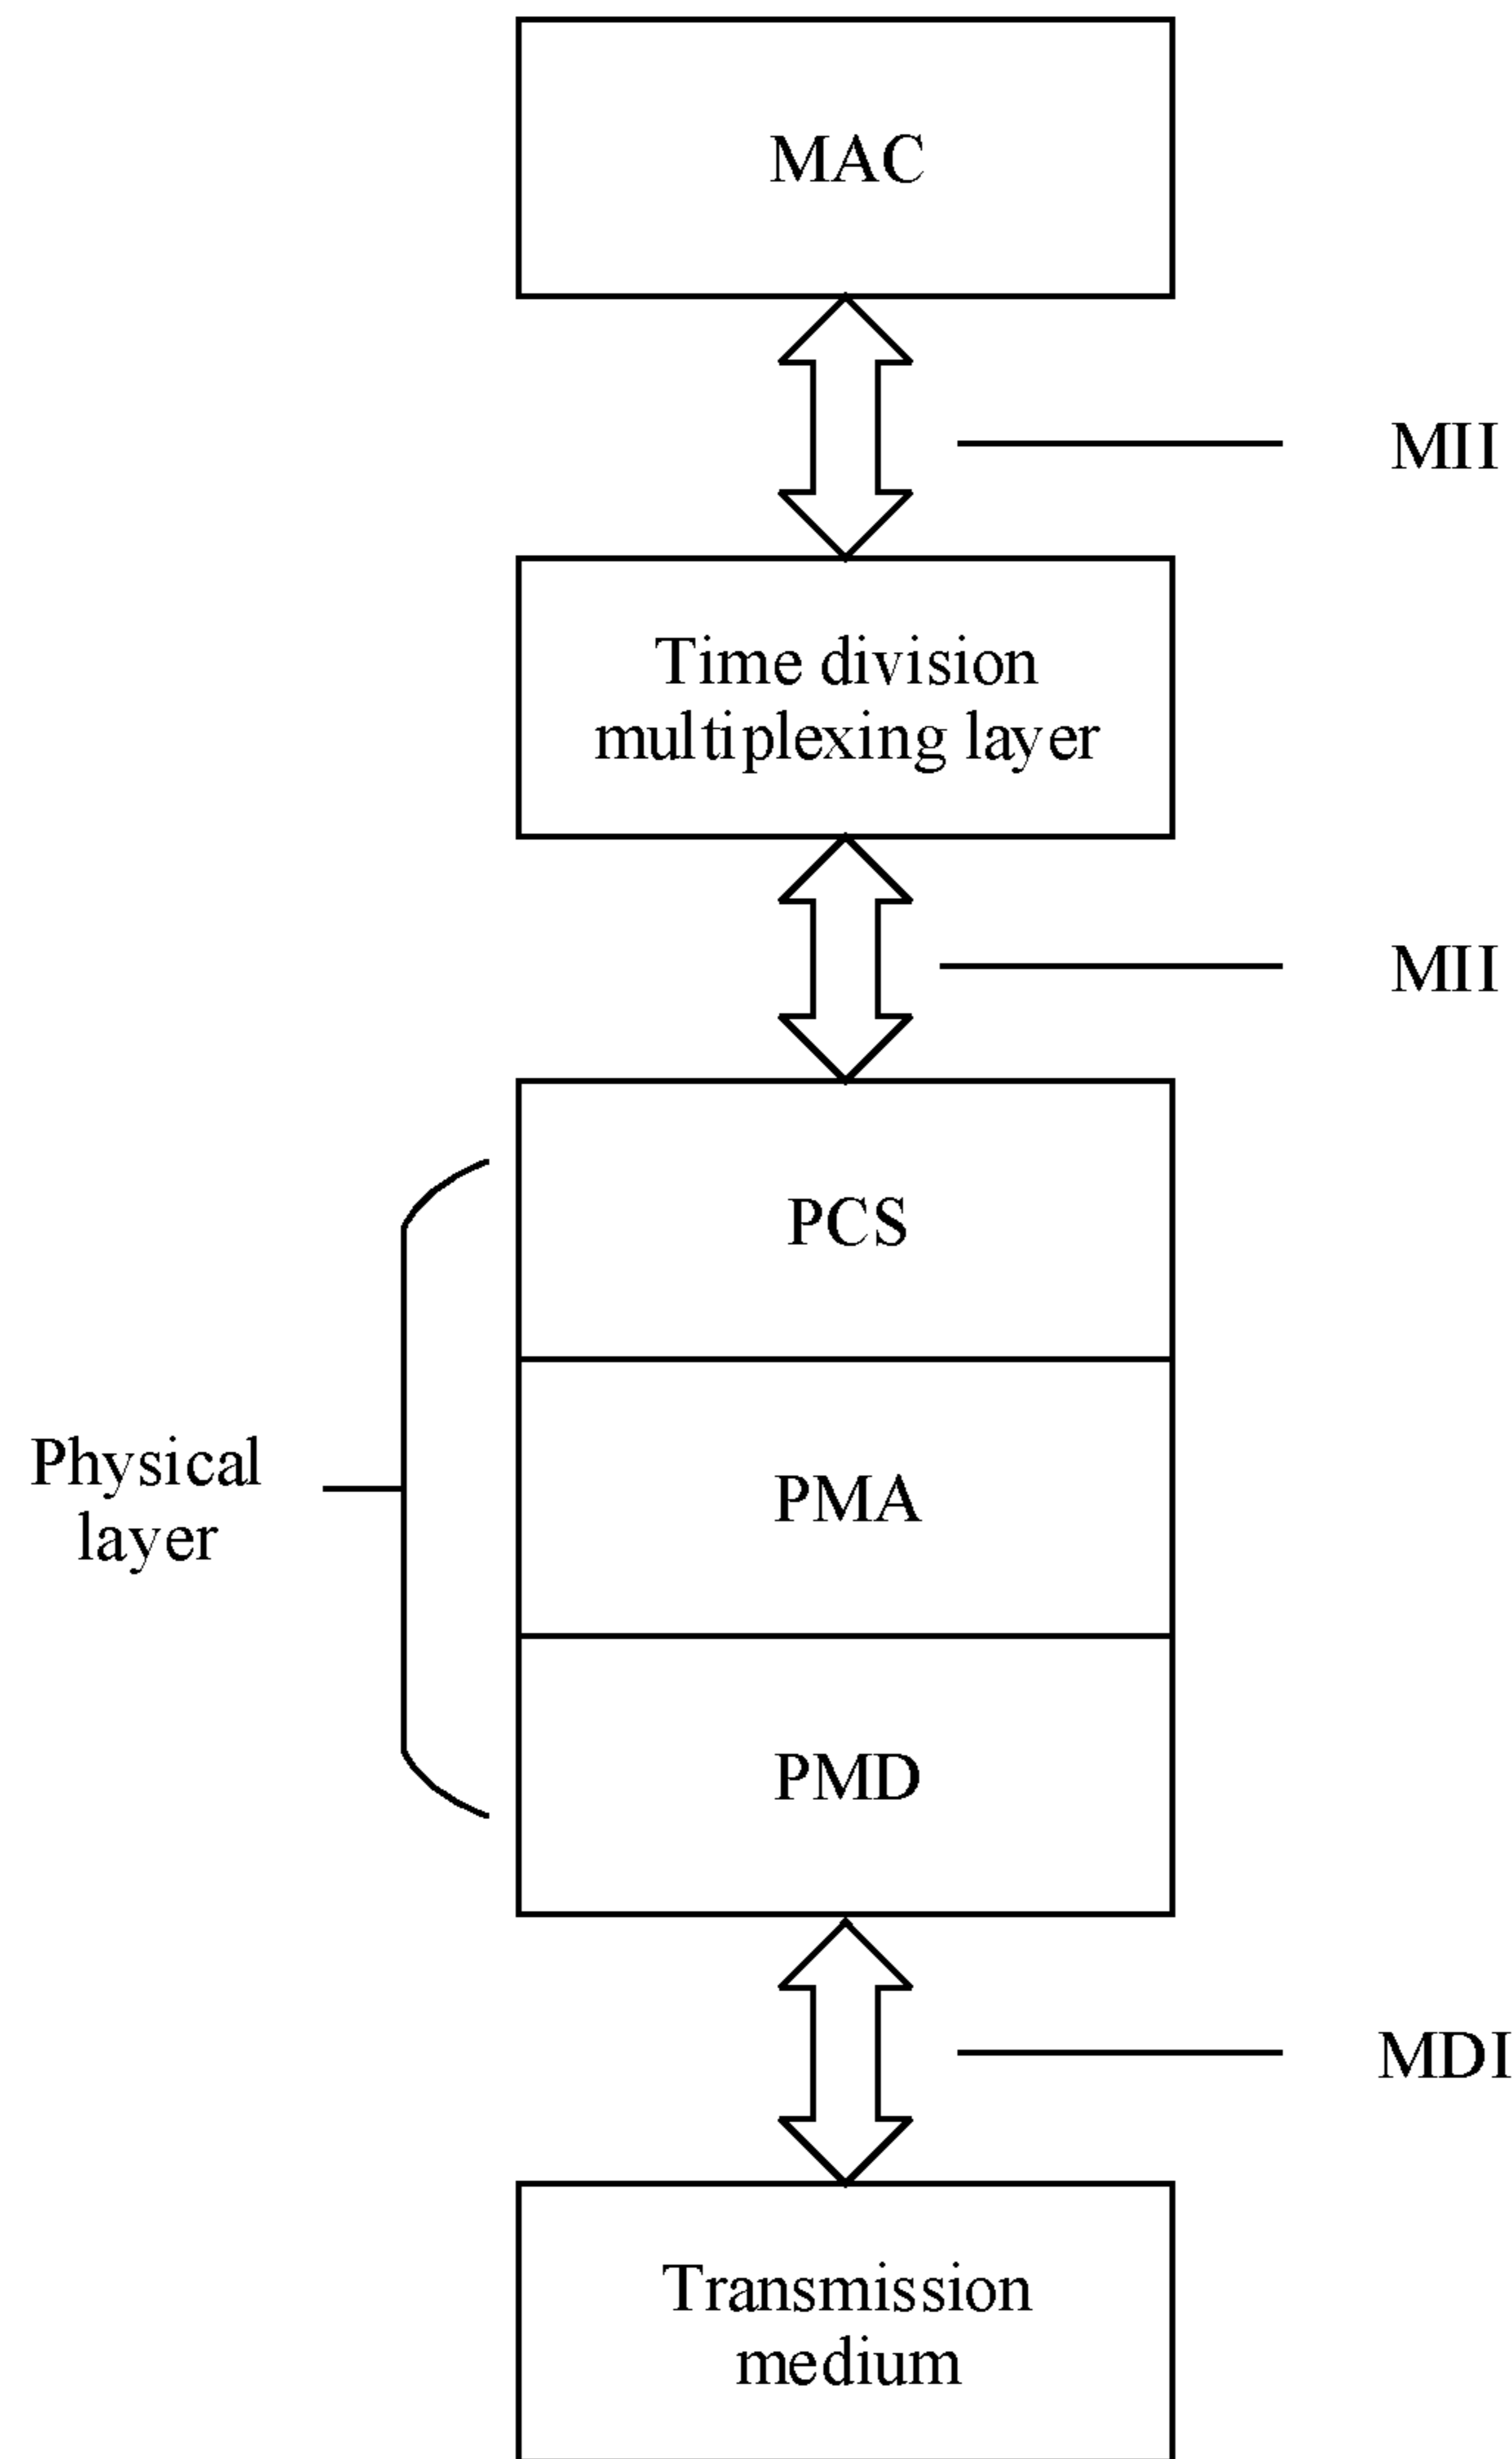 MAC
MII
Time division
multiplexing layer
MII
PCS
Physical
layer
PMA
PMD
MDI
Transmission
medium